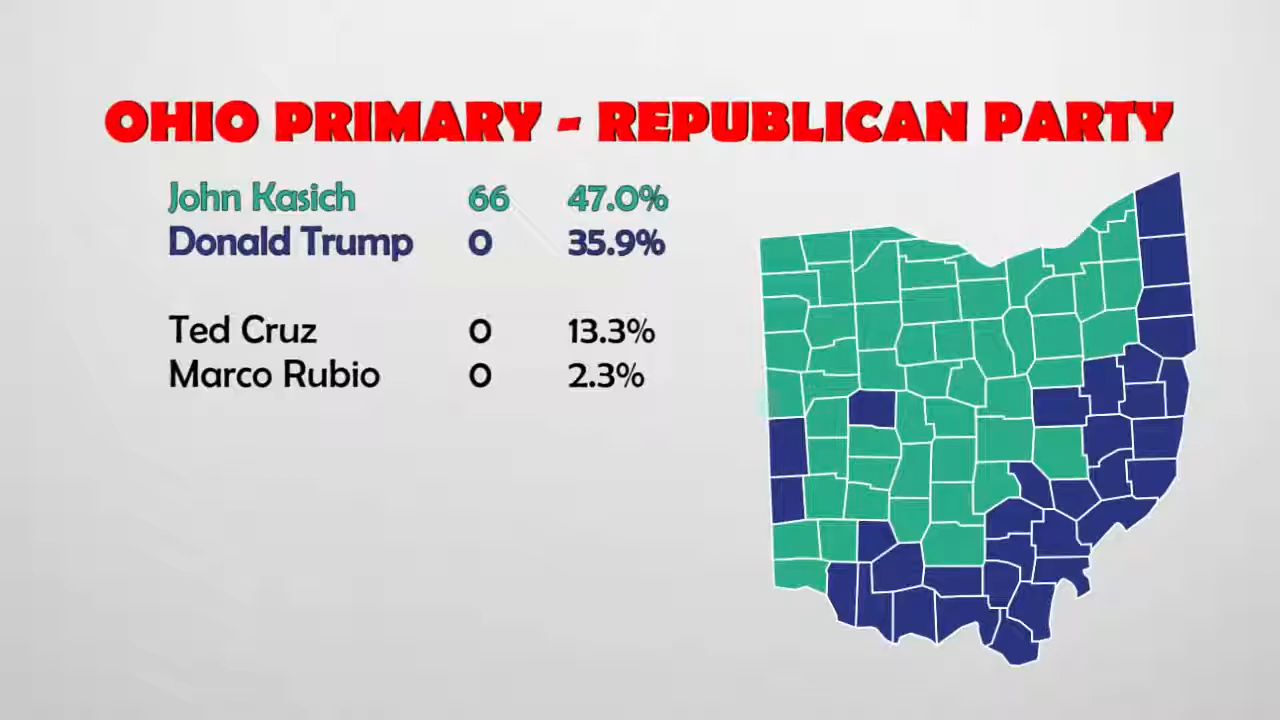 OHIO PRIMARY - REPUBLICAN PARTY
John Kasich 66 47.0%
Donald Trump 0 35.9%
Ted Cruz 0 13.3%
Marco Rubio 0 2.3%